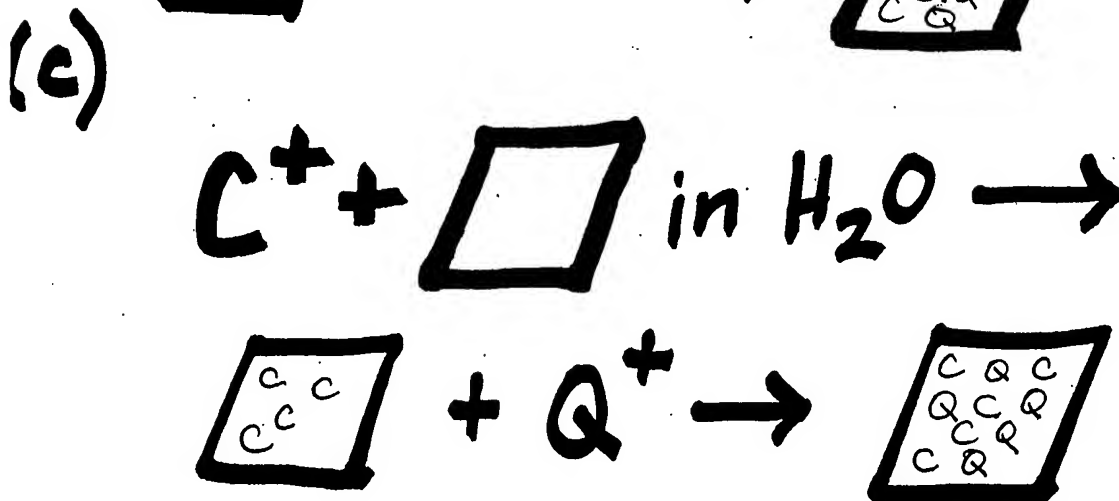 C Q
(c)
C⁺ + in H₂O →
C C + Q⁺ → C Q C
C Q C Q
C C Q
C Q